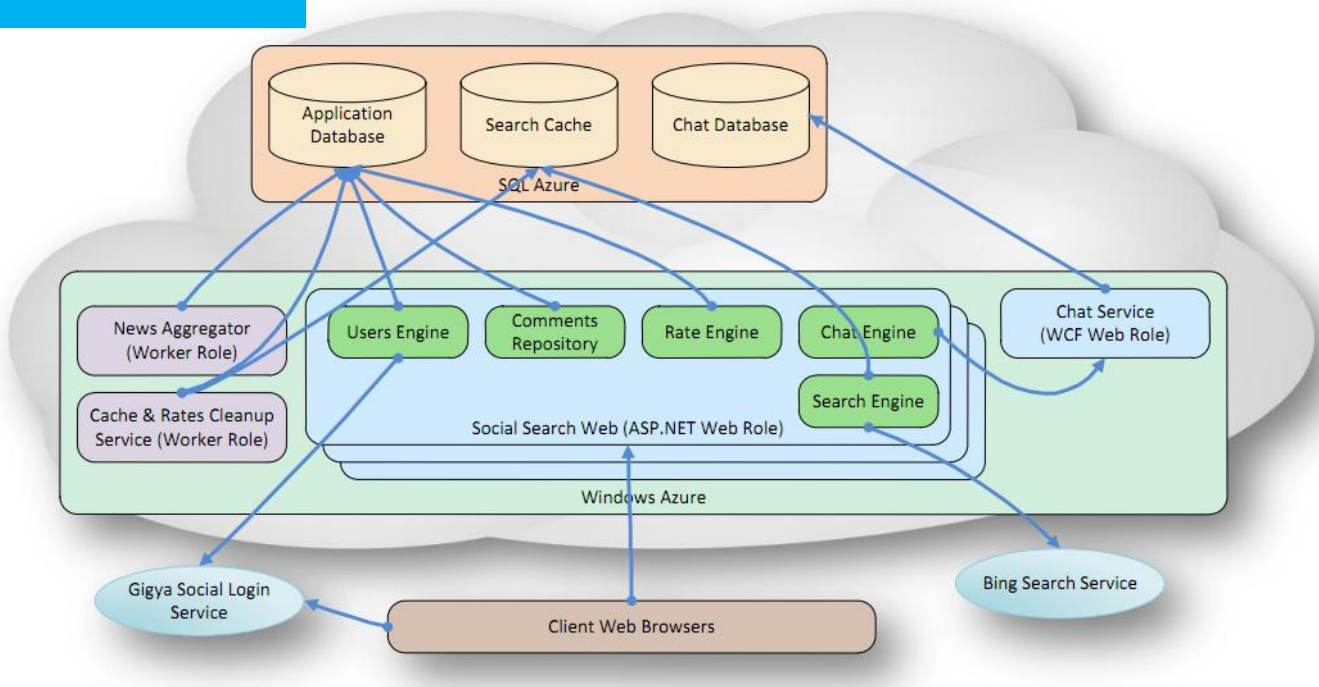 Application
Database
Search Cache
Chat Database
SQL Azure
News Aggregator
(Worker Role)
Users Engine
Comments
Repository
Rate Engine
Chat Engine
Chat Service
(WCF Web Role)
Cache & Rates Cleanup
Service (Worker Role)
Search Engine
Social Search Web (ASP.NET Web Role)
Windows Azure
Gigya Social Login
Service
Client Web Browsers
Bing Search Service